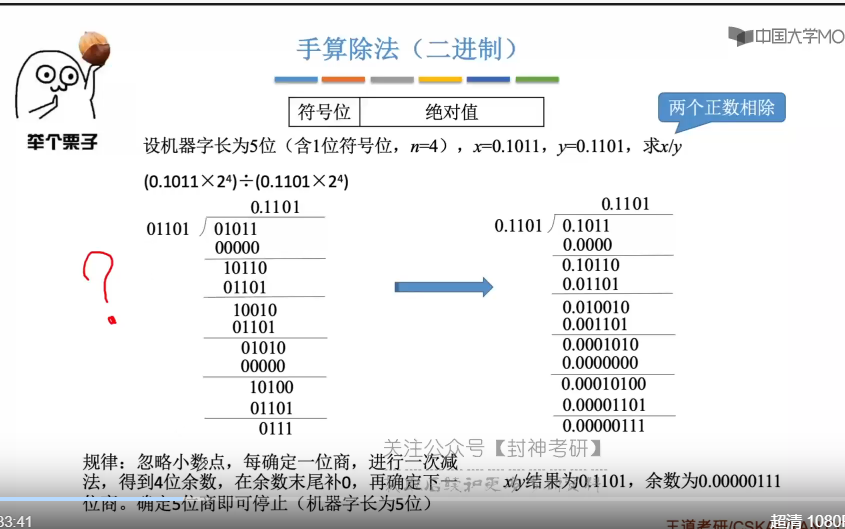 手算除法（二进制）
中国大学MO
举个栗子
符号位 绝对值
两个正数相除
设机器字长为5位（含1位符号位，n=4），x=0.1011，y=0.1101，求x/y
(0.1011×2⁴)÷(0.1101×2⁴)
0.1101
01101 01011
00000
10110
01101
10010
01101
01010
00000
10100
01101
0111
?
0.1101
0.1101 0.1011
0.0000
0.10110
0.01101
0.010010
0.001101
0.0001010
0.0000000
0.00010100
0.00001101
0.00000111
关注公众号【封神考研】
规律：忽略小数点，每确定一位商，进行一次减
法，得到4位余数，在余数末尾补0，再确定下一
位商。确定5位商即可停止（机器字长为5位）
x/y结果为0.1101，余数为0.00000111
王道考研/CSKA
33:41
超清 1080